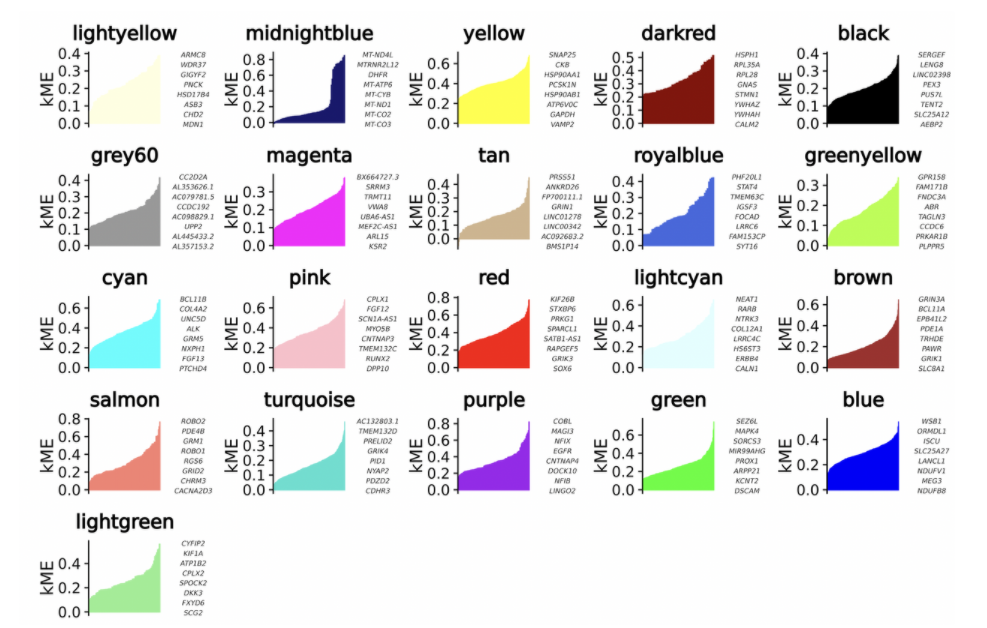 lightyellow
kME
0.4
0.3
0.2
0.1
0.0
ARMC8
WDR37
GIGYF2
PNCK
HSD17B4
ASB3
CHD2
MDN1
midnightblue
kME
0.8
0.6
0.4
0.2
0.0
MT-ND4L
MTRNR2L12
DHFR
MT-ATP6
MT-CYB
MT-ND1
MT-CO2
MT-CO3
yellow
kME
0.6
0.4
0.2
0.0
SNAP25
CKB
HSP90AA1
PCSK1N
HSP90AB1
ATP6V0C
GAPDH
VAMP2
darkred
kME
0.5
0.4
0.3
0.2
0.1
0.0
HSPH1
RPL35A
RPL28
GNAS
STMN1
YWHAZ
YWHAH
CALM2
black
kME
0.4
0.3
0.2
0.1
0.0
SERGEF
LENG8
LINC02398
PEX3
PUS7L
TENT2
SLC25A12
AEBP2
grey60
kME
0.4
0.3
0.2
0.1
0.0
CC2D2A
AL353626.1
AC079781.5
CCDC192
AC098829.1
UPP2
AL445433.2
AL357153.2
magenta
kME
0.3
0.2
0.1
0.0
BX664727.3
SRRM3
TRMT11
VWA8
UBA6-AS1
MEF2C-AS1
ARL15
KSR2
tan
kME
0.4
0.3
0.2
0.1
0.0
PRSS51
ANKRD26
FP700111.1
GRIN1
LINC01278
LINC00342
AC092683.2
BMS1P14
royalblue
kME
0.4
0.3
0.2
0.1
0.0
PHF20L1
STAT4
TMEM63C
IGSF3
FOCAD
LRRC6
FAM153CP
SYT16
greenyellow
kME
0.3
0.2
0.1
0.0
GPR158
FAM171B
FNDC3A
ABR
TAGLN3
CCDC6
PRKAR1B
PLPPR5
cyan
kME
0.6
0.4
0.2
0.0
BCL11B
COL4A2
UNC5D
ALK
GRM5
NXPH1
FGF13
PTCHD4
pink
kME
0.6
0.4
0.2
0.0
CPLX1
FGF12
SCN1A-AS1
MYO5B
CNTNAP3
TMEM132C
RUNX2
DPP10
red
kME
0.8
0.6
0.4
0.2
0.0
KIF26B
STXBP6
PRKG1
SPARCL1
SATB1-AS1
RAPGEF5
GRIK3
SOX6
lightcyan
kME
0.6
0.4
0.2
0.0
NEAT1
RARB
NTRK3
COL12A1
LRRC4C
HS6ST3
ERBB4
CALN1
brown
kME
0.6
0.4
0.2
0.0
GRIN3A
BCL11A
EPB41L2
PDE1A
TRHDE
PAWR
GRIK1
SLC8A1
salmon
kME
0.8
0.6
0.4
0.2
0.0
ROBO2
PDE4B
GRM1
ROBO1
RGS6
GRID2
CHRM3
CACNA2D3
turquoise
kME
0.4
0.3
0.2
0.1
0.0
AC132803.1
TMEM132D
PRELID2
GRIK4
PID1
NYAP2
PDZD2
CDHR3
purple
kME
0.8
0.6
0.4
0.2
0.0
COBL
MAGI3
NFIX
EGFR
CNTNAP4
DOCK10
NFIB
LINGO2
green
kME
0.6
0.4
0.2
0.0
SEZ6L
MAPK4
SORCS3
MIR99AHG
PROX1
ARPP21
KCNT2
DSCAM
blue
kME
0.4
0.2
0.0
WSB1
ORMDL1
ISCU
SLC25A27
LANCL1
NDUFV1
MEG3
NDUFB8
lightgreen
kME
0.4
0.2
0.0
CYFIP2
KIF1A
ATP1B2
CPLX2
SPOCK2
DKK3
FXYD6
SCG2